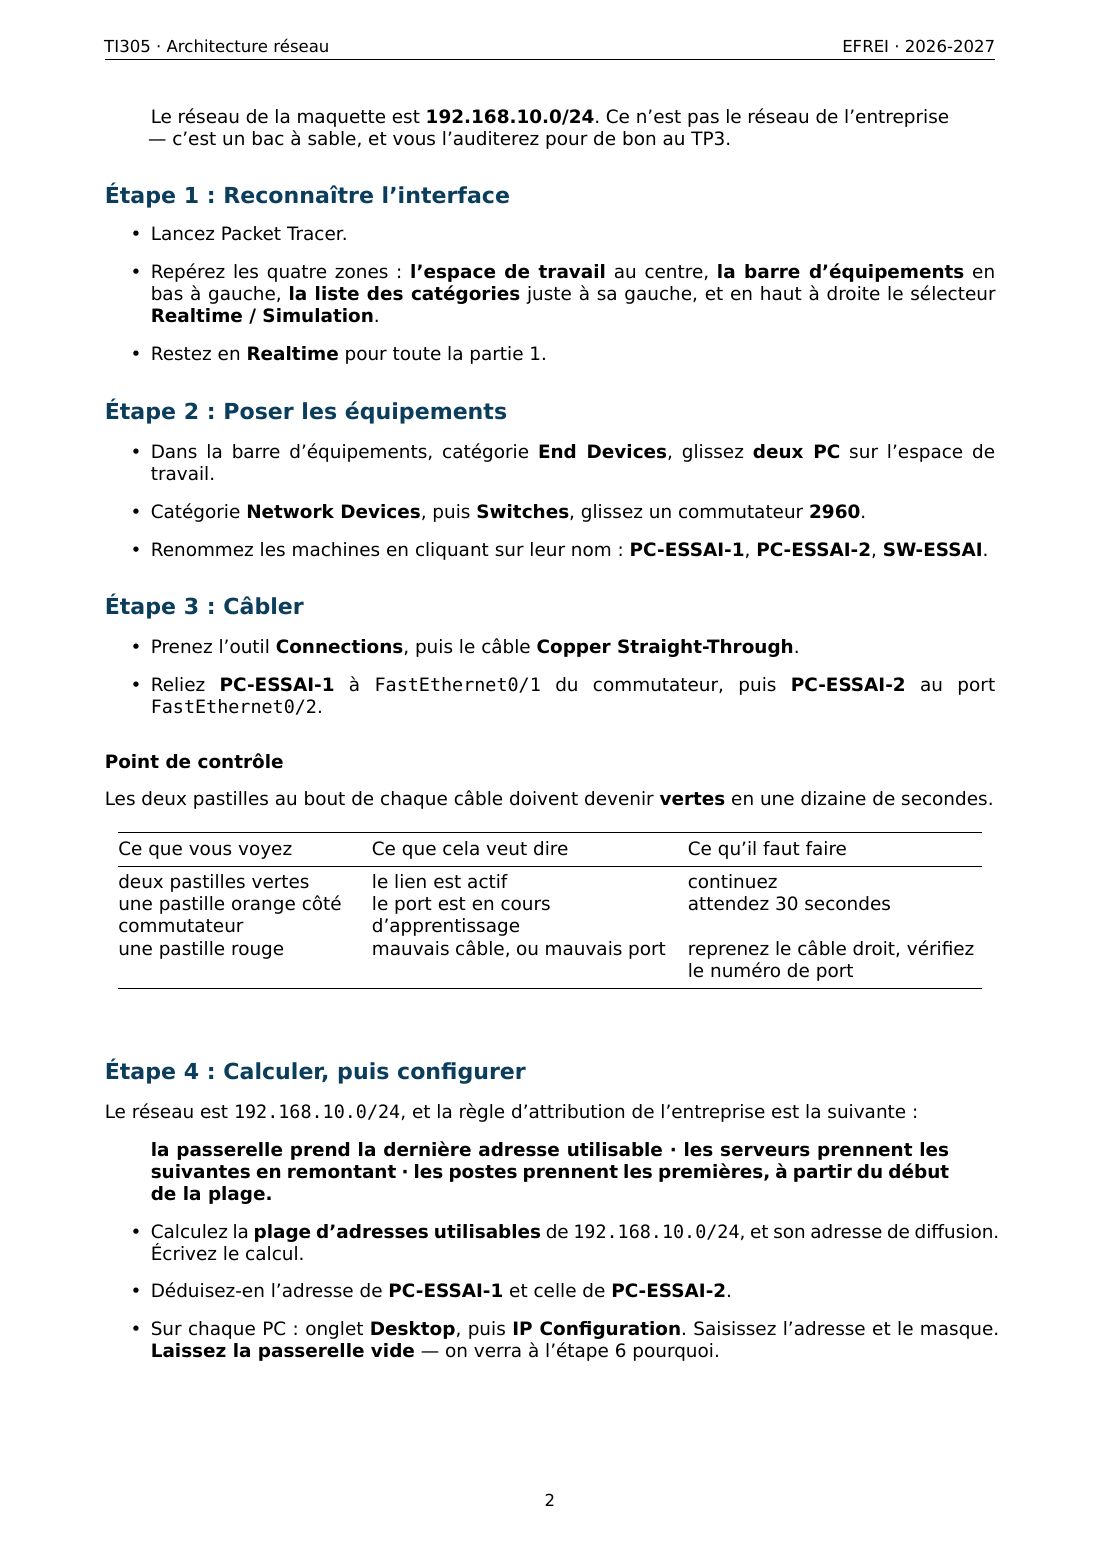 TI305 · Architecture réseau
EFREI · 2026-2027
Le réseau de la maquette est 192.168.10.0/24. Ce n’est pas le réseau de l’entreprise
— c’est un bac à sable, et vous l’auditerez pour de bon au TP3.
Étape 1 : Reconnaître l’interface
• Lancez Packet Tracer.
• Repérez les quatre zones : l’espace de travail au centre, la barre d’équipements en
bas à gauche, la liste des catégories juste à sa gauche, et en haut à droite le sélecteur
Realtime / Simulation.
• Restez en Realtime pour toute la partie 1.
Étape 2 : Poser les équipements
• Dans la barre d’équipements, catégorie End Devices, glissez deux PC sur l’espace de
travail.
• Catégorie Network Devices, puis Switches, glissez un commutateur 2960.
• Renommez les machines en cliquant sur leur nom : PC-ESSAI-1, PC-ESSAI-2, SW-ESSAI.
Étape 3 : Câbler
• Prenez l’outil Connections, puis le câble Copper Straight-Through.
• Reliez PC-ESSAI-1 à FastEthernet0/1 du commutateur, puis PC-ESSAI-2 au port
FastEthernet0/2.
Point de contrôle
Les deux pastilles au bout de chaque câble doivent devenir vertes en une dizaine de secondes.
Ce que vous voyez Ce que cela veut dire Ce qu’il faut faire
deux pastilles vertes le lien est actif continuez
une pastille orange côté le port est en cours attendez 30 secondes
commutateur d’apprentissage
une pastille rouge mauvais câble, ou mauvais port reprenez le câble droit, vérifiez
le numéro de port
Étape 4 : Calculer, puis configurer
Le réseau est 192.168.10.0/24, et la règle d’attribution de l’entreprise est la suivante :
la passerelle prend la dernière adresse utilisable · les serveurs prennent les
suivantes en remontant · les postes prennent les premières, à partir du début
de la plage.
• Calculez la plage d’adresses utilisables de 192.168.10.0/24, et son adresse de diffusion.
Écrivez le calcul.
• Déduisez-en l’adresse de PC-ESSAI-1 et celle de PC-ESSAI-2.
• Sur chaque PC : onglet Desktop, puis IP Configuration. Saisissez l’adresse et le masque.
Laissez la passerelle vide — on verra à l’étape 6 pourquoi.
2